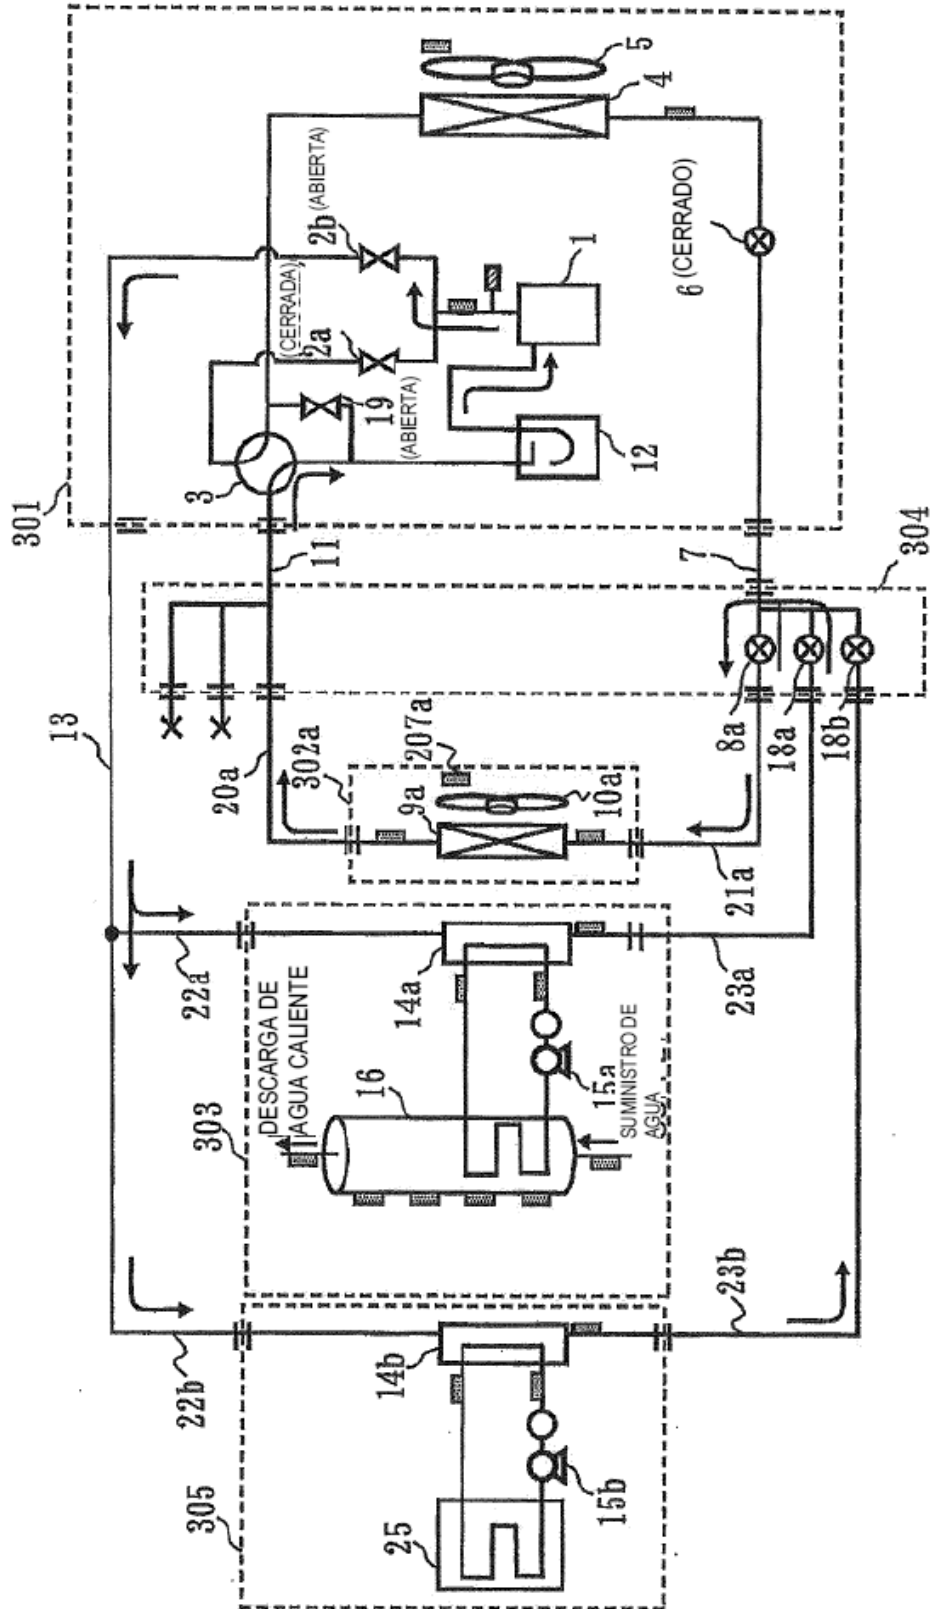 301
3
(CERRADA)
2a
19
(ABIERTA)
2b (ABIERTA)
5
4
1
12
6 (CERRADO)
11
7
304
13
20a
302a
207a
9a
10a
8a
18a
18b
21a
22a
303
DESCARGA DE
AGUA CALIENTE
14a
16
15a
SUMINISTRO DE
AGUA
23a
22b
305
14b
25
15b
23b